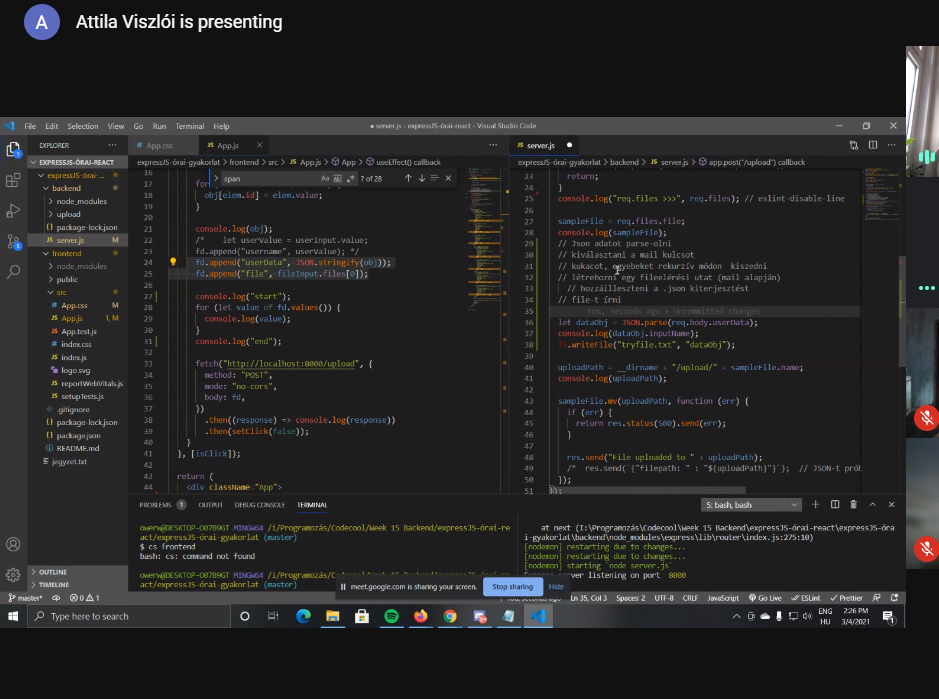 A Attila Viszlói is presenting
File Edit Selection View Go Run Terminal Help
● server.js - expressJS-órai-react - Visual Studio Code
EXPLORER
EXPRESSJS-ÓRAI-REACT
expressJS-órai-...
backend
node_modules
upload
package-lock.json
JS server.js M
frontend
node_modules
public
src
# App.css M
JS App.js 1, M
JS App.test.js
# index.css
JS index.js
logo.svg
JS reportWebVitals.js
JS setupTests.js
.gitignore
{} package-lock.json
{} package.json
README.md
jegyzet.txt
OUTLINE
TIMELINE
# App.css
JS App.js
expressJS-órai-gyakorlat > frontend > src > JS App.js > App > useEffect() callback
span
7 of 28
16
17 for
18 obj[elem.id] = elem.value;
19 }
20
21 console.log(obj);
22 /* let userValue = userInput.value;
23 fd.append("username", userValue); */
24 fd.append("userData", JSON.stringify(obj));
25 fd.append("file", fileInput.files[0]);
26
27 console.log("start");
28 for (let value of fd.values()) {
29 console.log(value);
30 }
31 console.log("end");
32
33 fetch("http://localhost:8000/upload", {
34 method: "POST",
35 mode: "no-cors",
36 body: fd,
37 })
38 .then((response) => console.log(response))
39 .then(setClick(false));
40 }
41 }, [isClick]);
42
43 return (
44 <div className="App">
JS server.js ●
expressJS-órai-gyakorlat > backend > JS server.js > app.post("/upload") callback
23 return;
24 }
25 console.log("req.files >>>", req.files); // eslint-disable-line
26
27 sampleFile = req.files.file;
28 console.log(sampleFile);
29 // Json adatot parse-olni
30 // kiválasztani a mail kulcsot
31 // kukacot, egyebeket rekurzív módon kiszedni
32 // létrehozni egy fileelérési utat (mail alapján)
33 // hozzáilleszteni a .json kiterjesztést
34 // file-t írni
35 You, seconds ago • Uncommitted changes
36 let dataObj = JSON.parse(req.body.userData);
37 console.log(dataObj.inputName);
38 fs.writeFile("tryfile.txt", "dataObj");
39
40 uploadPath = __dirname + "/upload/" + sampleFile.name;
41 console.log(uploadPath);
42
43 sampleFile.mv(uploadPath, function (err) {
44 if (err) {
45 return res.status(500).send(err);
46 }
47
48 res.send("File uploaded to " + uploadPath);
49 /* res.send(`{"filepath: " : "${uploadPath}"}`); // JSON-t prób
50 });
51 });
PROBLEMS 1 OUTPUT DEBUG CONSOLE TERMINAL
5: bash, bash
owerw@DESKTOP-O07B9GT MINGW64 /i/Programozás/Codecool/Week 15 Backend/expressJS-órai-re
act/expressJS-órai-gyakorlat (master)
$ cs frontend
bash: cs: command not found
owerw@DESKTOP-O07B9GT MINGW64 /i/Programozás/Codecool/Week 15 Backend/expressJS-órai-re
act/expressJS-órai-gyakorlat (master)
at next (I:\Programozás\Codecool\Week 15 Backend\expressJS-órai-react\expressJS-óra
i-gyakorlat\backend\node_modules\express\lib\router\index.js:275:10)
[nodemon] restarting due to changes...
[nodemon] restarting due to changes...
[nodemon] starting `node server.js`
server listening on port 8000
meet.google.com is sharing your screen. Stop sharing Hide
master* 0 1
Ln 35, Col 3 Spaces: 2 UTF-8 CRLF JavaScript Go Live ESLint Prettier
Type here to search
ENG
HU
2:26 PM
3/4/2021